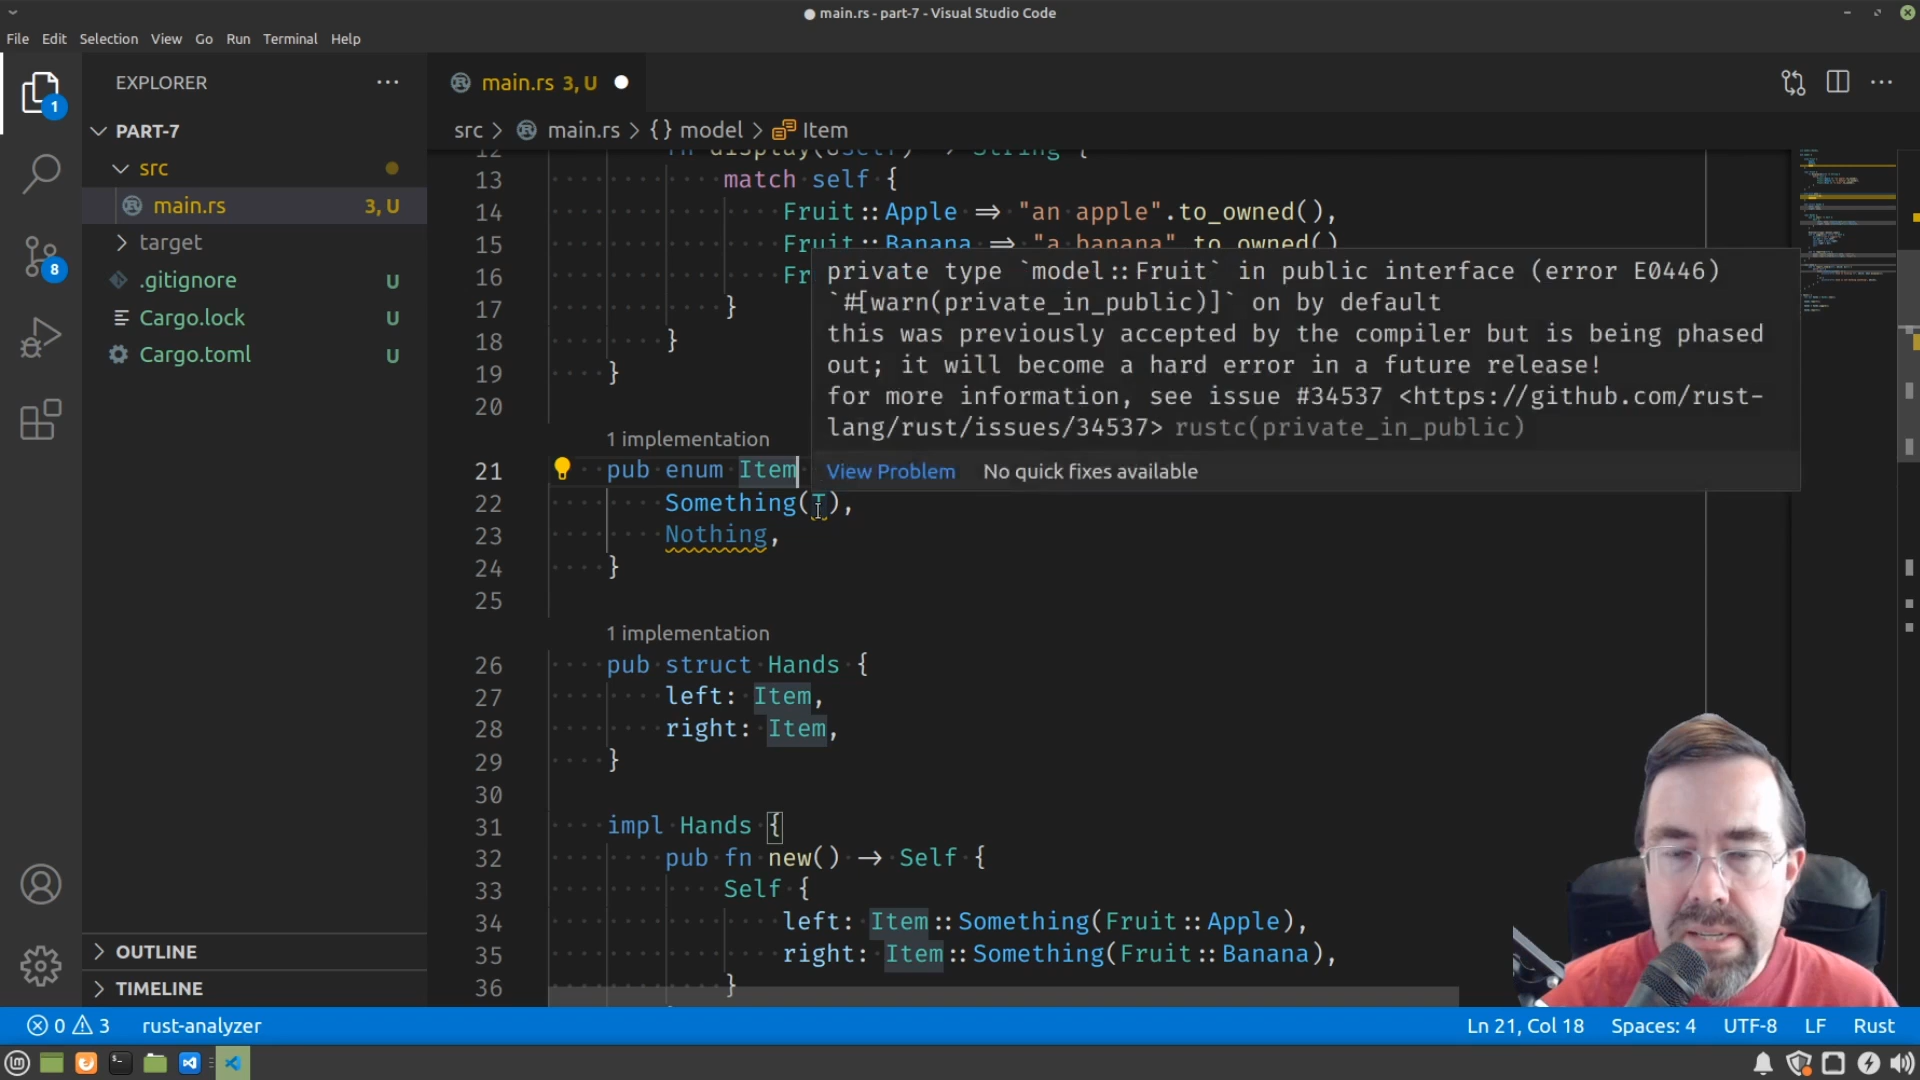 main.rs - part-7 - Visual Studio Code
File Edit Selection View Go Run Terminal Help
EXPLORER
main.rs 3, U
PART-7
src > main.rs > {} model > Item
src
main.rs 3, U
target
.gitignore U
Cargo.lock U
Cargo.toml U
12 fn display(&self) -> String {
13 match self {
14 Fruit::Apple => "an apple".to_owned(),
15 Fruit::Banana => "a banana".to_owned(),
16 Fr
17 }
18 }
19 }
20
private type `model::Fruit` in public interface (error E0446)
`#[warn(private_in_public)]` on by default
this was previously accepted by the compiler but is being phased
out; it will become a hard error in a future release!
for more information, see issue #34537 <https://github.com/rust-
lang/rust/issues/34537> rustc(private_in_public)
View Problem No quick fixes available
1 implementation
21 pub enum Item
22 Something(T),
23 Nothing,
24 }
25
1 implementation
26 pub struct Hands {
27 left: Item,
28 right: Item,
29 }
30
31 impl Hands {
32 pub fn new() -> Self {
33 Self {
34 left: Item::Something(Fruit::Apple),
35 right: Item::Something(Fruit::Banana),
36 }
1
8
OUTLINE
TIMELINE
0 3 rust-analyzer Ln 21, Col 18 Spaces: 4 UTF-8 LF Rust